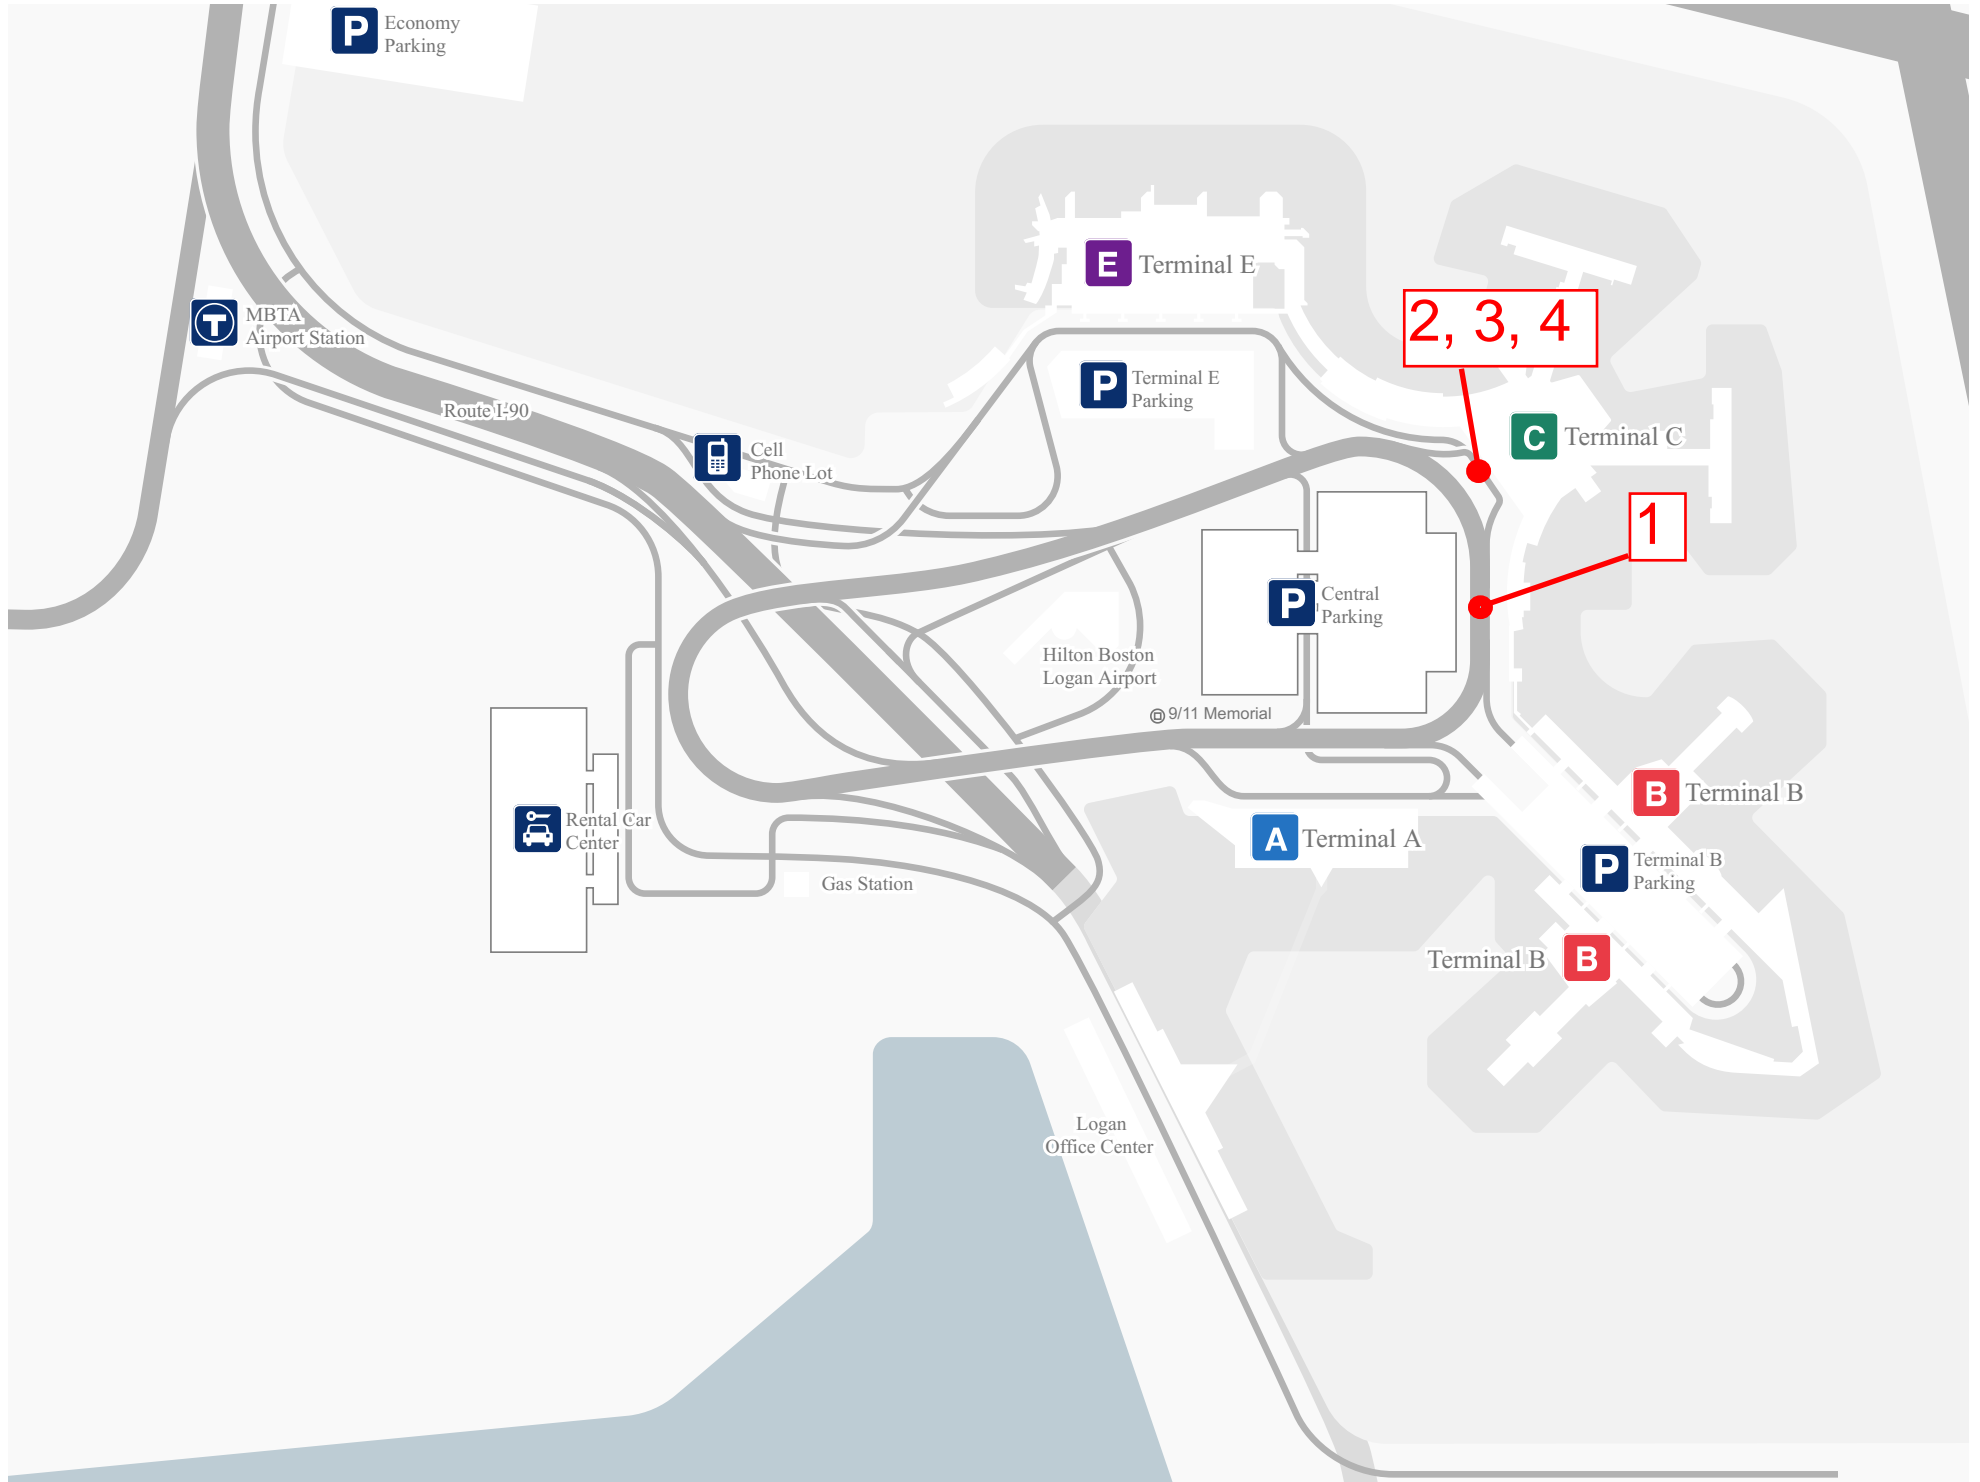 P Economy
Parking
E Terminal E
2, 3, 4
T MBTA
Airport Station
P Terminal E
Parking
Route I-90
C Terminal C
Cell
Phone Lot
1
P Central
Parking
Hilton Boston
Logan Airport
9/11 Memorial
B Terminal B
Rental Car
Center
A Terminal A
P Terminal B
Parking
Gas Station
Terminal B B
Logan
Office Center